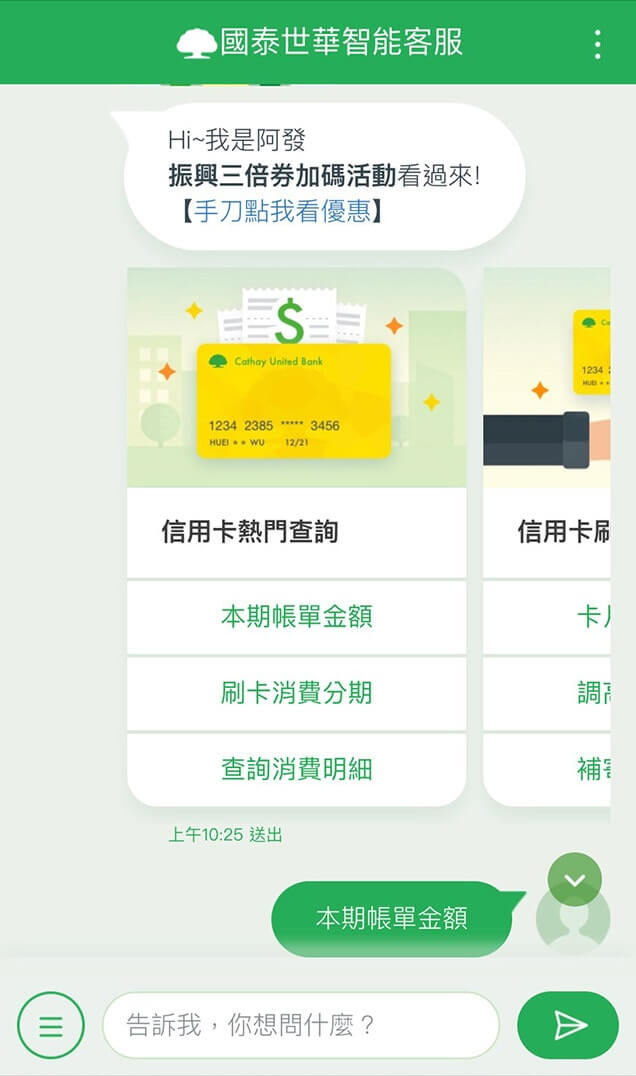 國泰世華智能客服
Hi~我是阿發
振興三倍券加碼活動看過來!
【手刀點我看優惠】
$
Cathay United Bank
1234 2385 ***** 3456
HUEI ** WU 12/21
信用卡熱門查詢
本期帳單金額
刷卡消費分期
查詢消費明細
1234
HUEI
信用卡刷
卡
調高
補寄
上午10:25 送出
本期帳單金額
告訴我，你想問什麼？